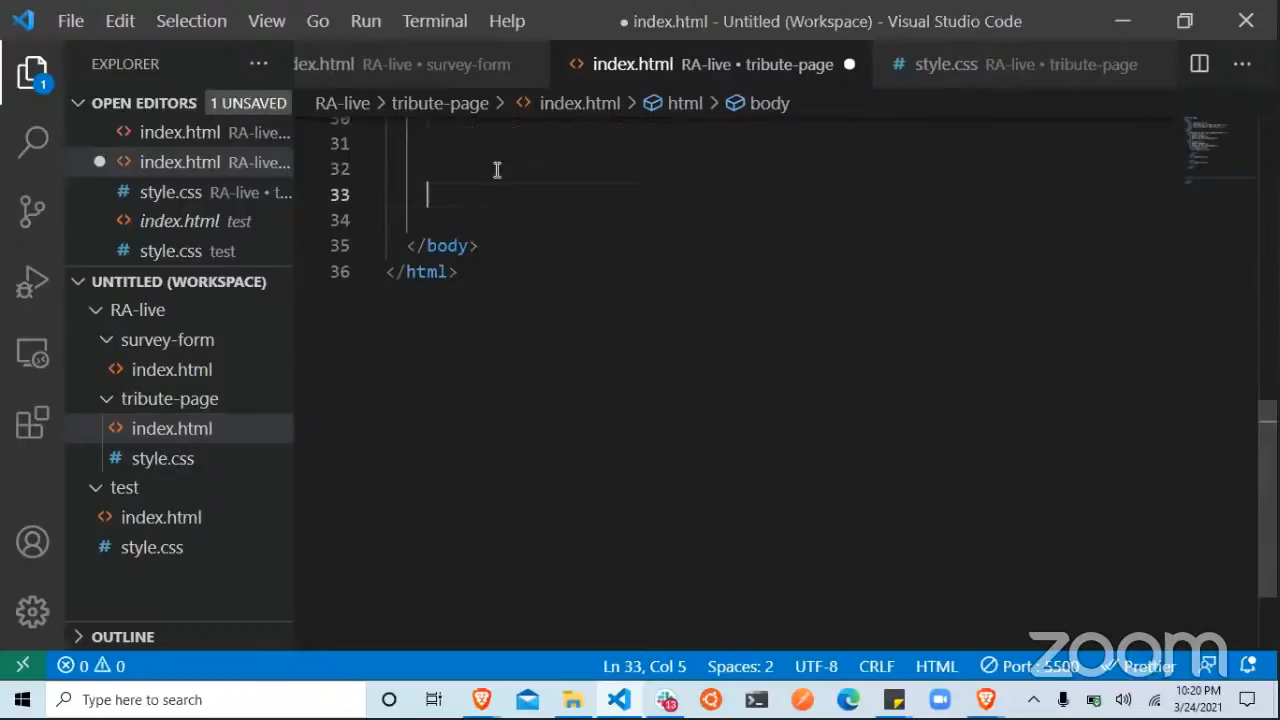 File Edit Selection View Go Run Terminal Help
● index.html - Untitled (Workspace) - Visual Studio Code
EXPLORER
dex.html RA-live • survey-form
index.html RA-live • tribute-page
style.css RA-live • tribute-page
OPEN EDITORS 1 UNSAVED
RA-live > tribute-page > index.html > html > body
index.html RA-live...
index.html RA-live...
style.css RA-live • t...
index.html test
style.css test
UNTITLED (WORKSPACE)
RA-live
survey-form
index.html
tribute-page
index.html
style.css
test
index.html
style.css
OUTLINE
30
31
32
33
34
35 </body>
36 </html>
zoom
0 0
Ln 33, Col 5 Spaces: 2 UTF-8 CRLF HTML Port : 5500 Prettier
Type here to search
13
10:20 PM
3/24/2021
1